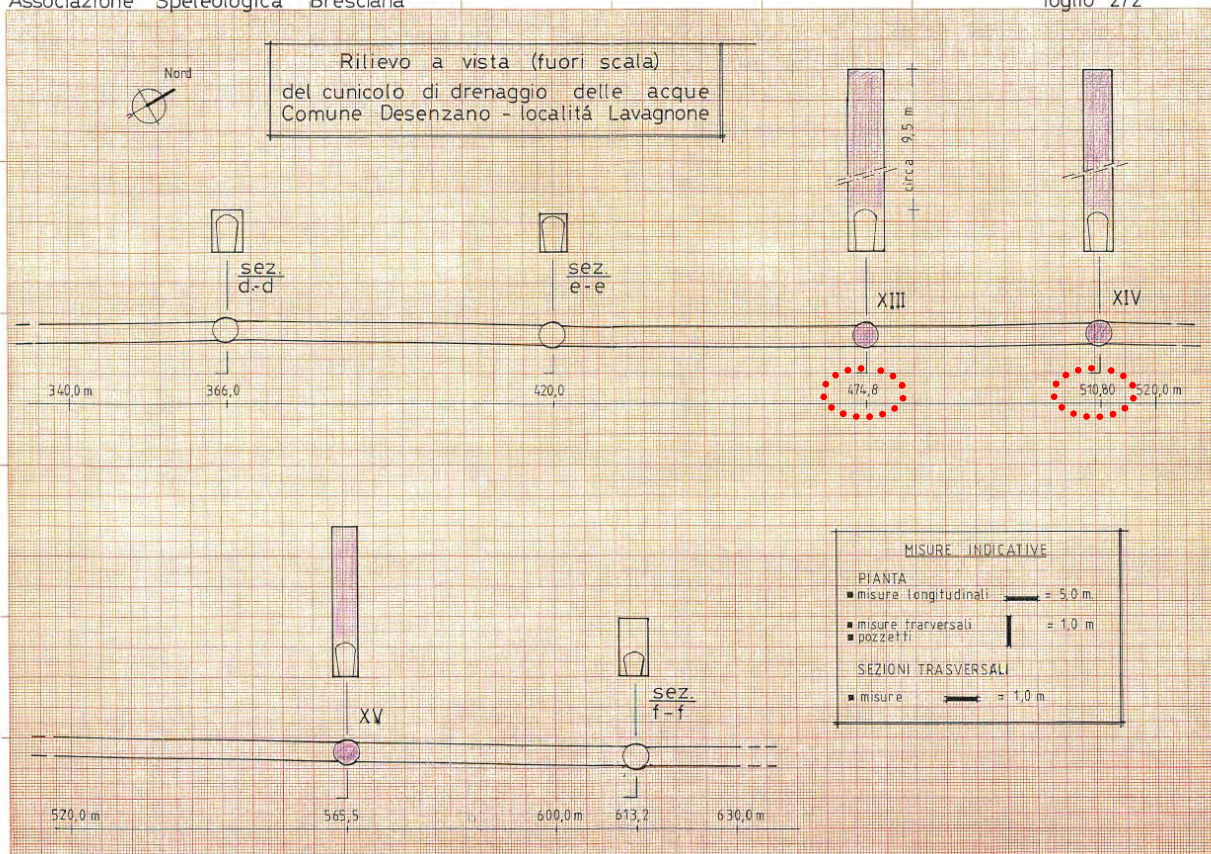 Associazione Speleologica Bresciana
foglio 2/2
Nord
Rilievo a vista (fuori scala)
del cunicolo di drenaggio delle acque
Comune Desenzano - localitá Lavagnone
circa 9,5 m
sez.
d-d
sez.
e-e
XIII
XIV
340,0 m
366,0
420,0
474,8
510,80
520,0 m
MISURE INDICATIVE
PIANTA
▪ misure longitudinali = 5,0 m.
▪ misure trarversali = 1,0 m
▪ pozzetti
SEZIONI TRASVERSALI
▪ misure = 1,0 m
XV
sez.
f-f
520,0 m
565,5
600,0
613,2
630,0 m